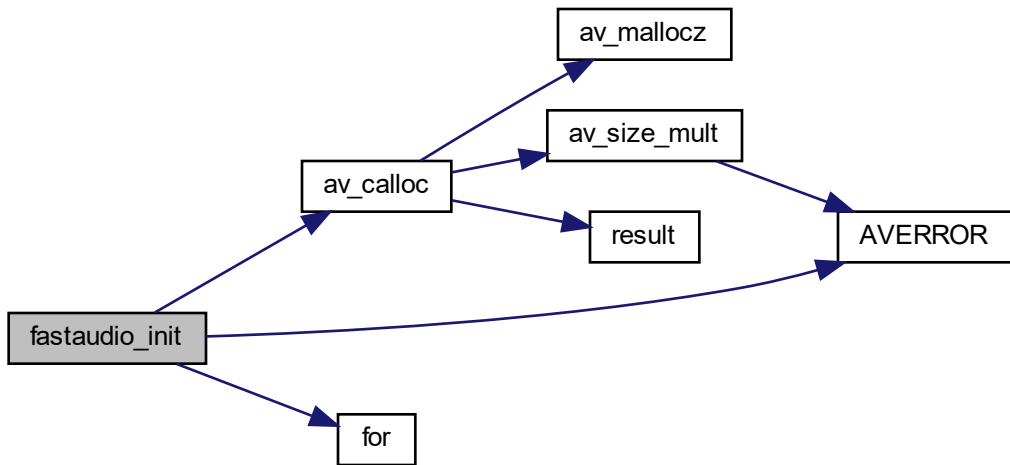 av_mallocz
av_size_mult
av_calloc
result
AVERROR
fastaudio_init
for